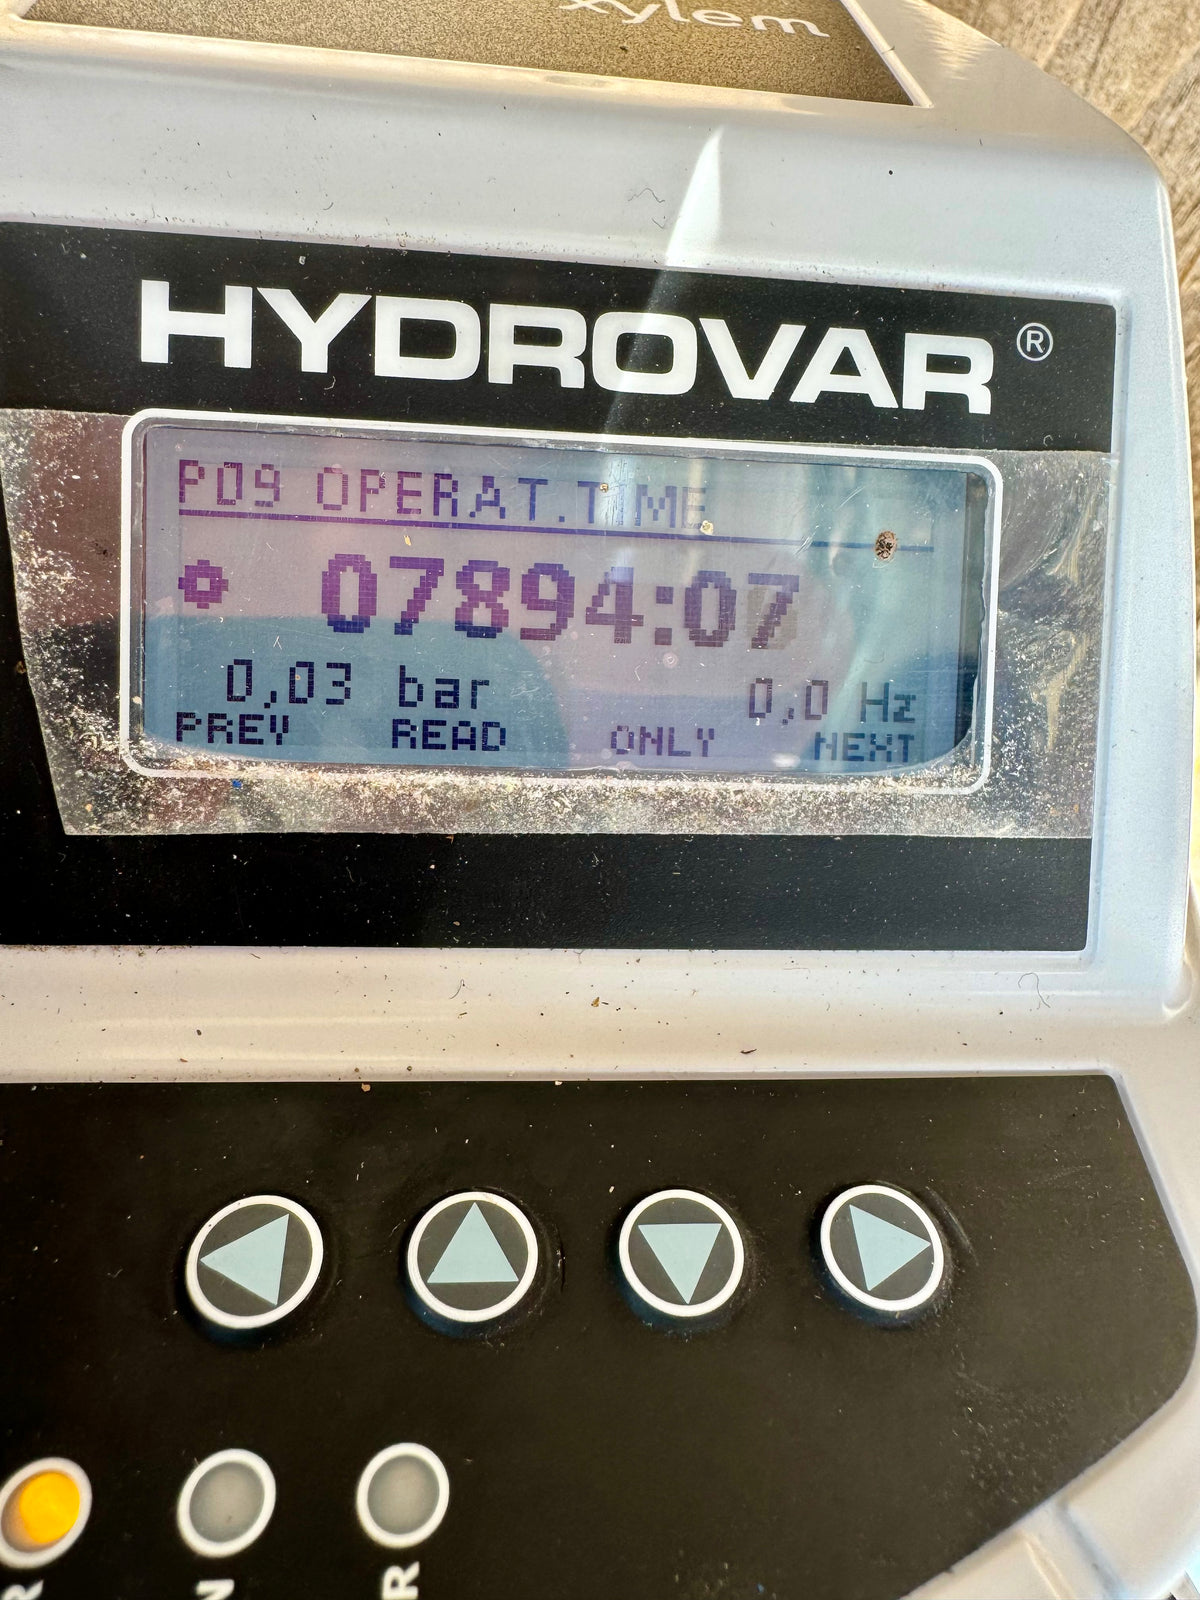 xylem
HYDROVAR®
P09 OPERAT.TIME
07894:07
0,03 bar 0,0 Hz
PREV READ ONLY NEXT